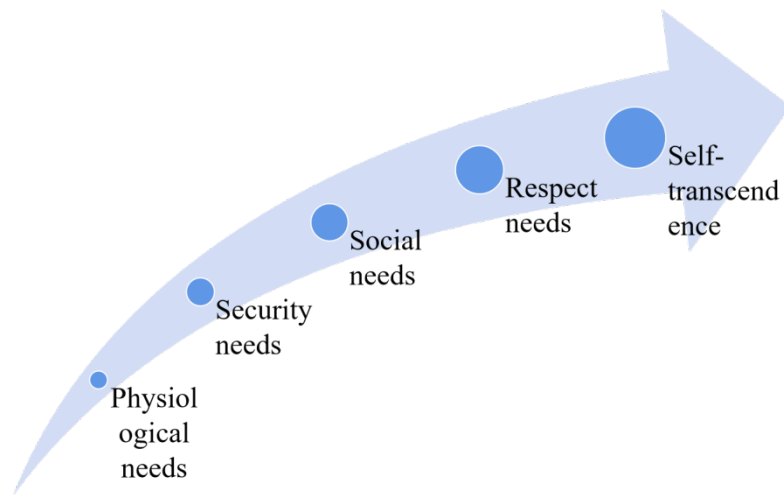 Physiol
ogical
needs
Security
needs
Social
needs
Respect
needs
Self-
transcend
ence